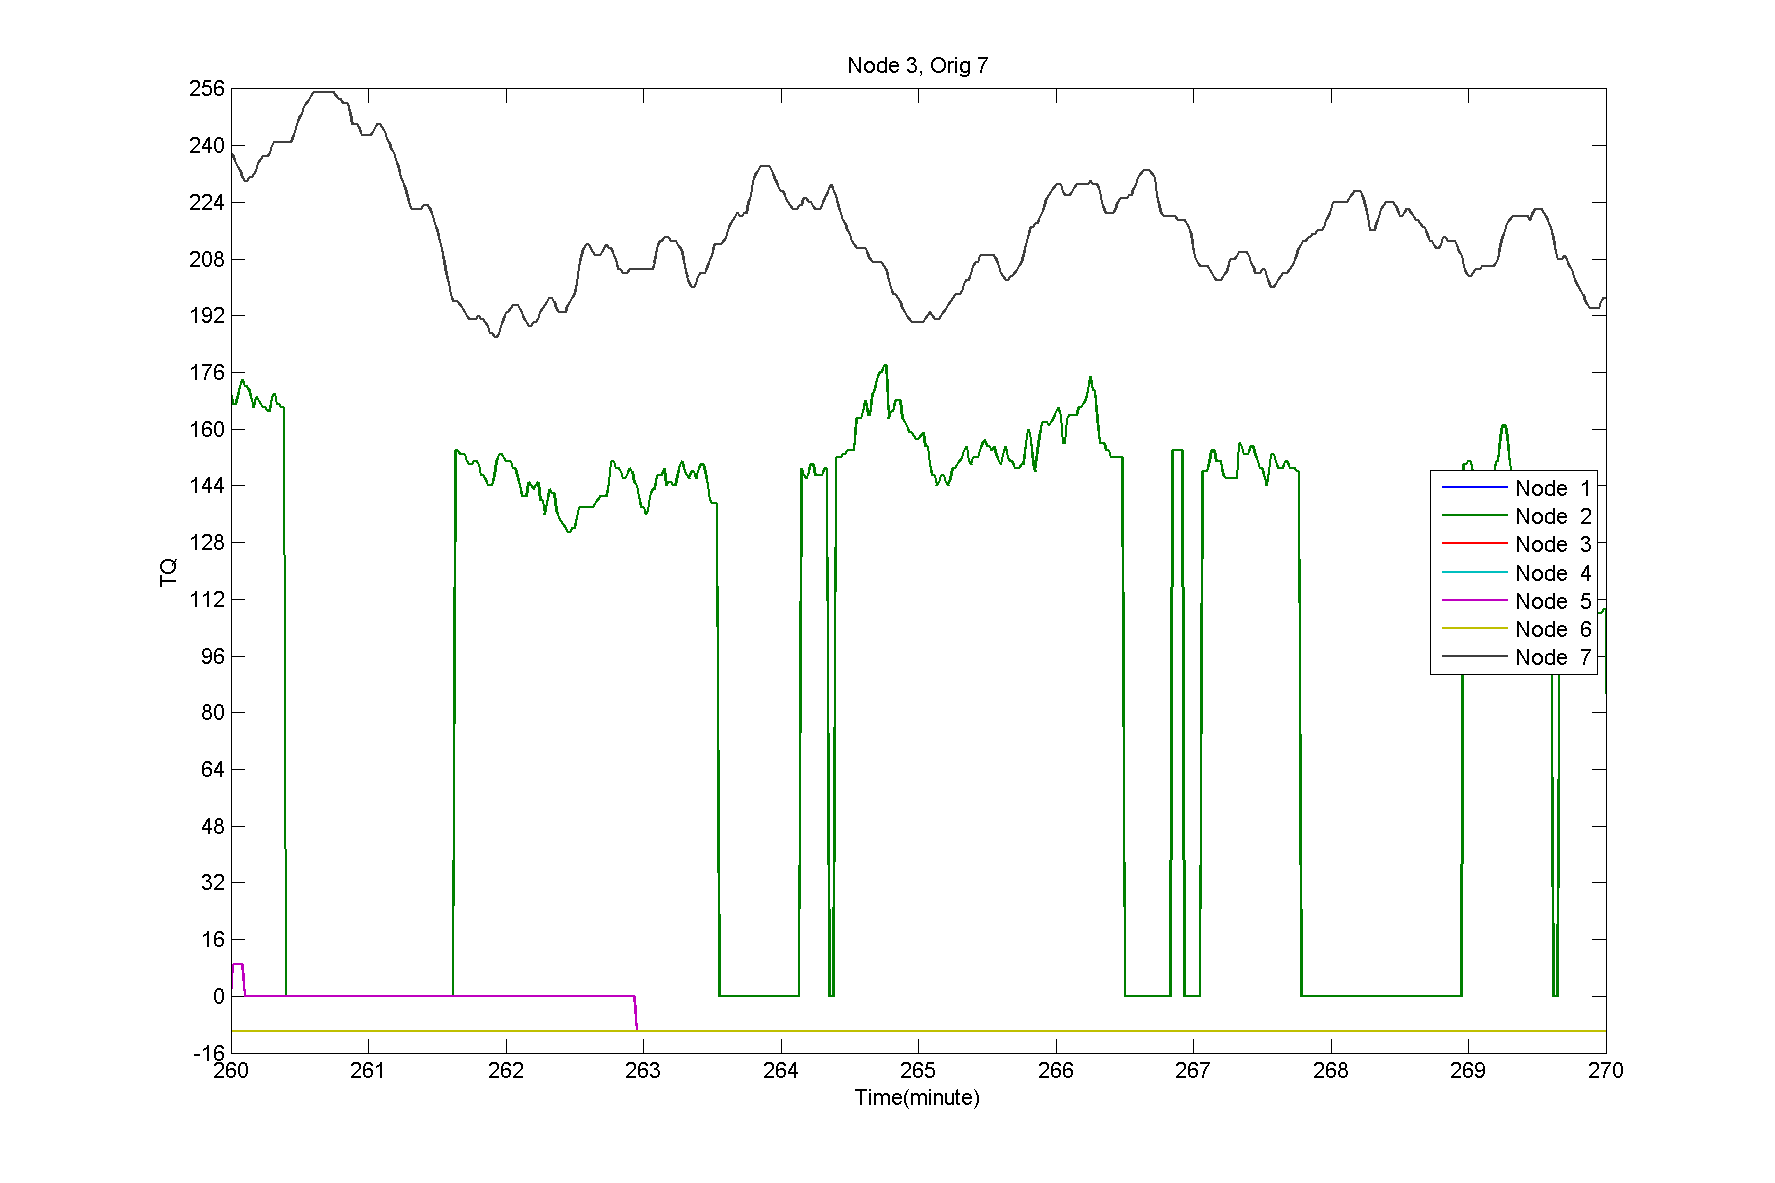 Node 3, Orig 7
256
240
224
208
192
176
160
144
128
112
96
80
64
48
32
16
0
-16
TQ
Node 1
Node 2
Node 3
Node 4
Node 5
Node 6
Node 7
260 261 262 263 264 265 266 267 268 269 270
Time(minute)